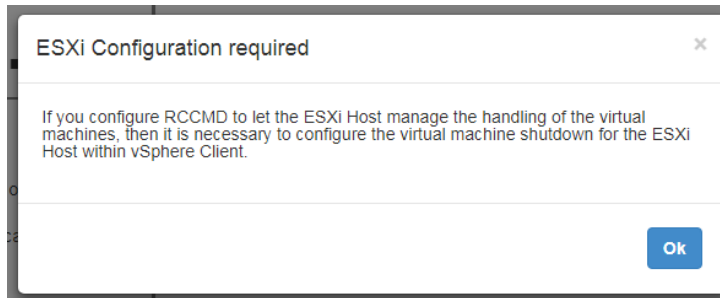 ESXi Configuration required
×
If you configure RCCMD to let the ESXi Host manage the handling of the virtual
machines, then it is necessary to configure the virtual machine shutdown for the ESXi
Host within vSphere Client.
Ok